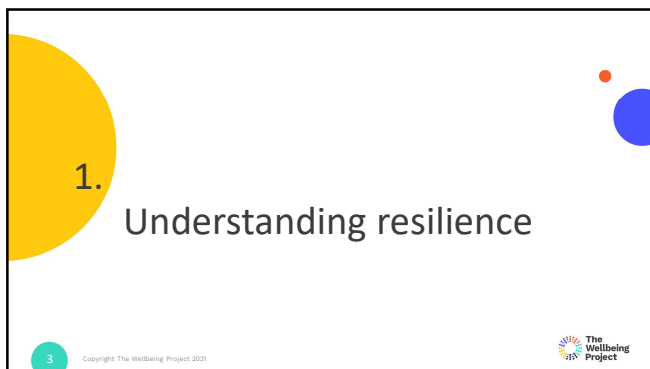 1.
Understanding resilience
3
Copyright The Wellbeing Project 2021
The
Wellbeing
Project